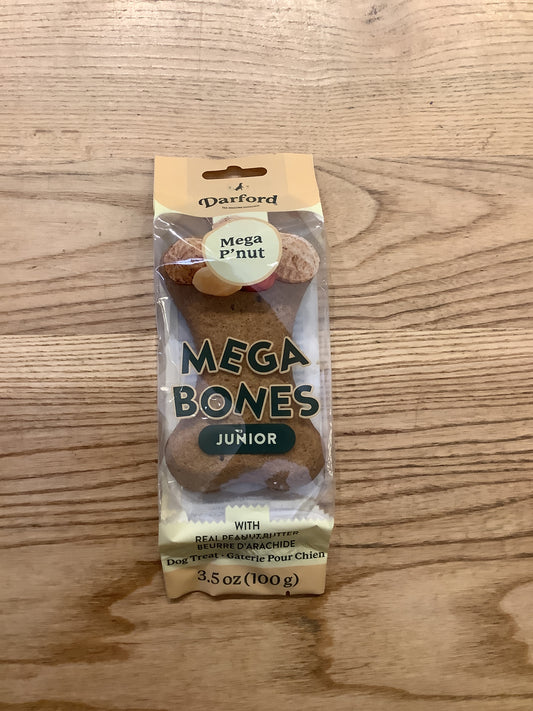 Darford
Mega
P'nut
MEGA
BONES
JUNIOR
WITH
REAL PEANUT BUTTER
BEURRE D'ARACHIDE
Dog Treat • Gâterie Pour Chien
3.5 oz (100 g)